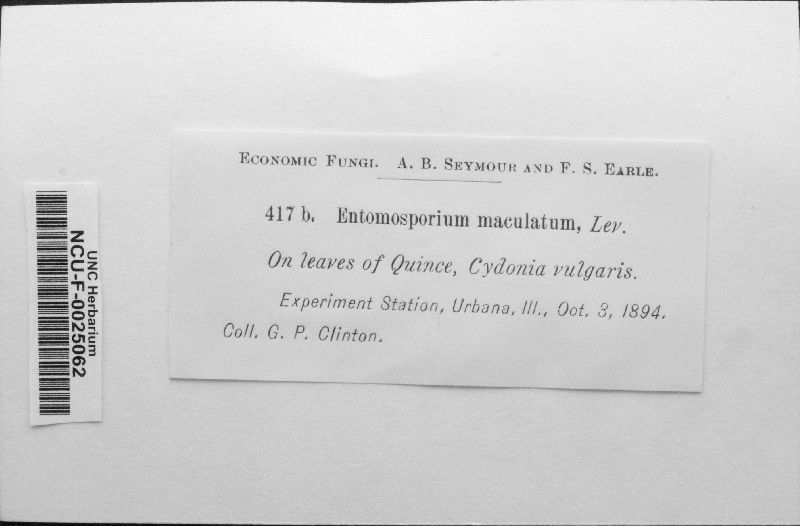 ECONOMIC FUNGI. A. B. SEYMOUR AND F. S. EARLE.
417 b. Entomosporium maculatum, Lev.
On leaves of Quince, Cydonia vulgaris.
Experiment Station, Urbana, Ill., Oct. 3, 1894.
Coll. G. P. Clinton.
UNC Herbarium
NCU-F-0025062